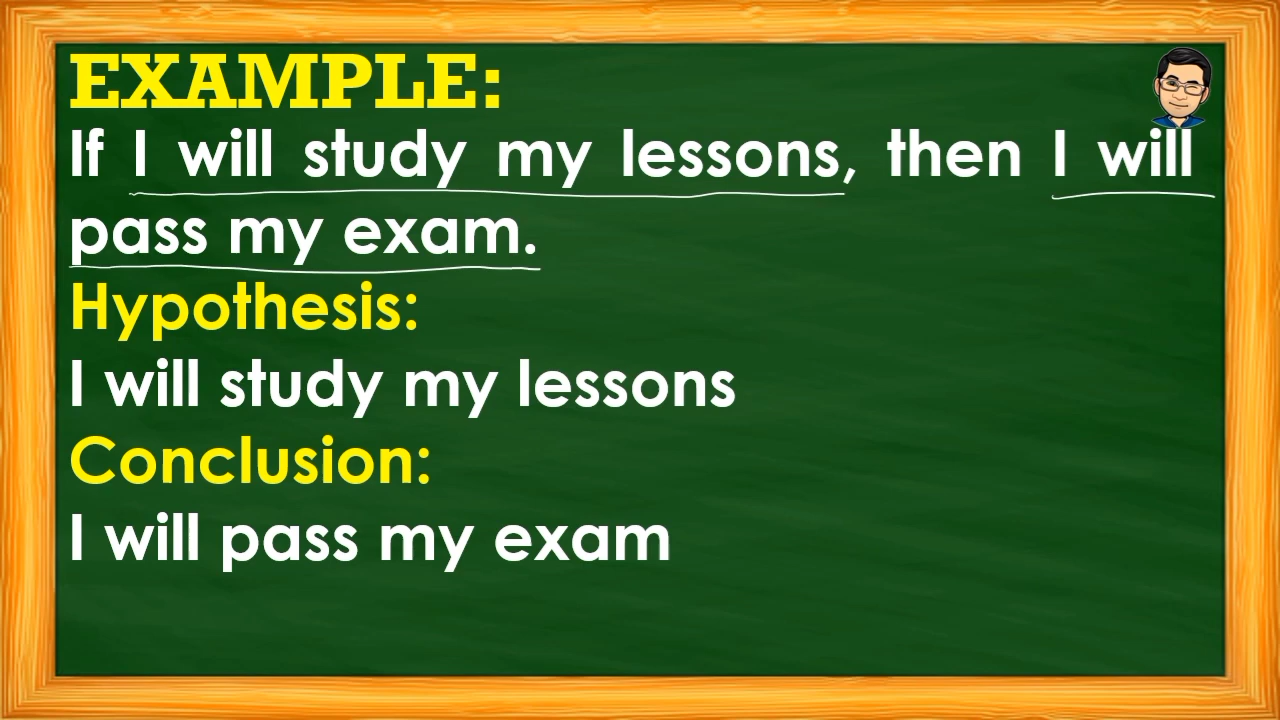 EXAMPLE:
If I will study my lessons, then I will
pass my exam.
Hypothesis:
I will study my lessons
Conclusion:
I will pass my exam